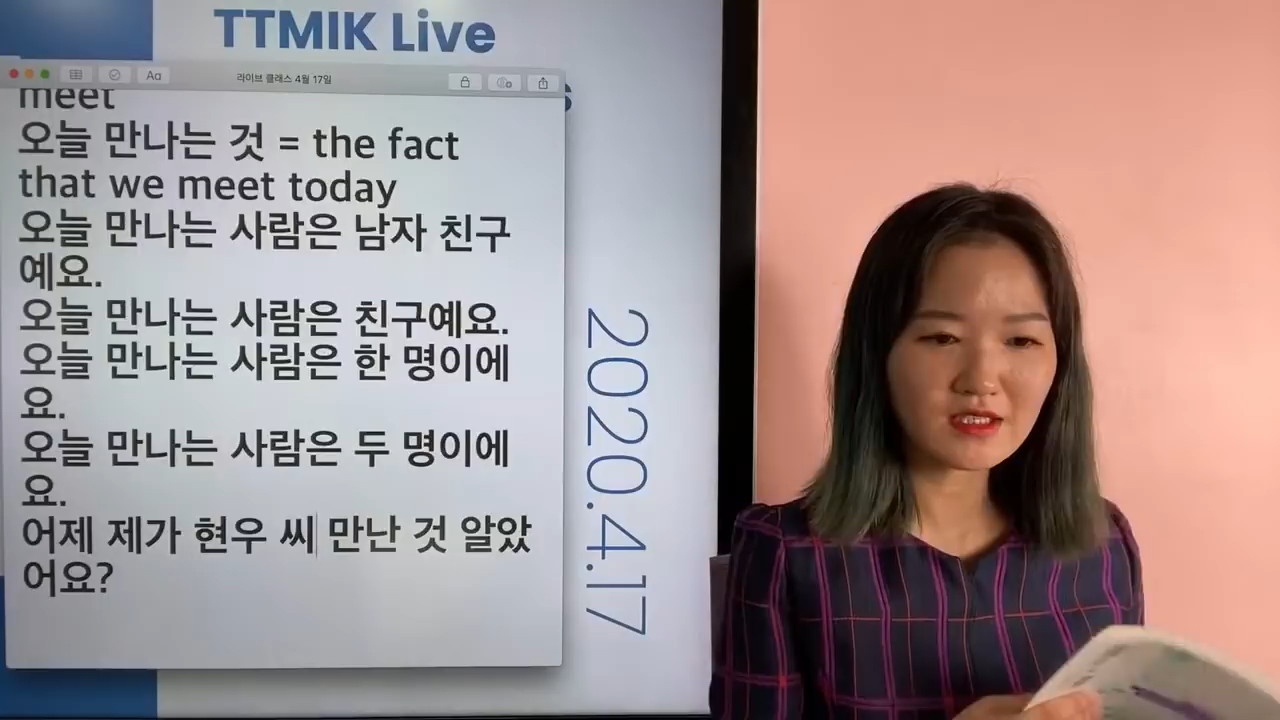 TTMIK Live
라이브 클래스 4월 17일
Aa
meet
오늘 만나는 것 = the fact
that we meet today
오늘 만나는 사람은 남자 친구
예요.
오늘 만나는 사람은 친구예요.
오늘 만나는 사람은 한 명이에
요.
오늘 만나는 사람은 두 명이에
요.
어제 제가 현우 씨 만난 것 알았
어요?
2020.4.17